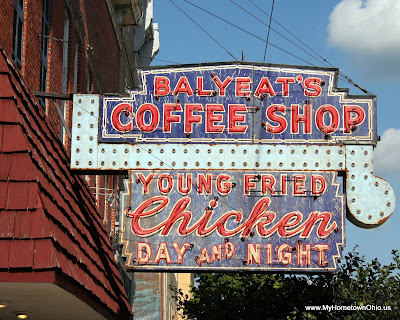 BALYEAT'S
COFFEE SHOP
YOUNG FRIED
Chicken
DAY AND NIGHT
www.MyHometownOhio.us